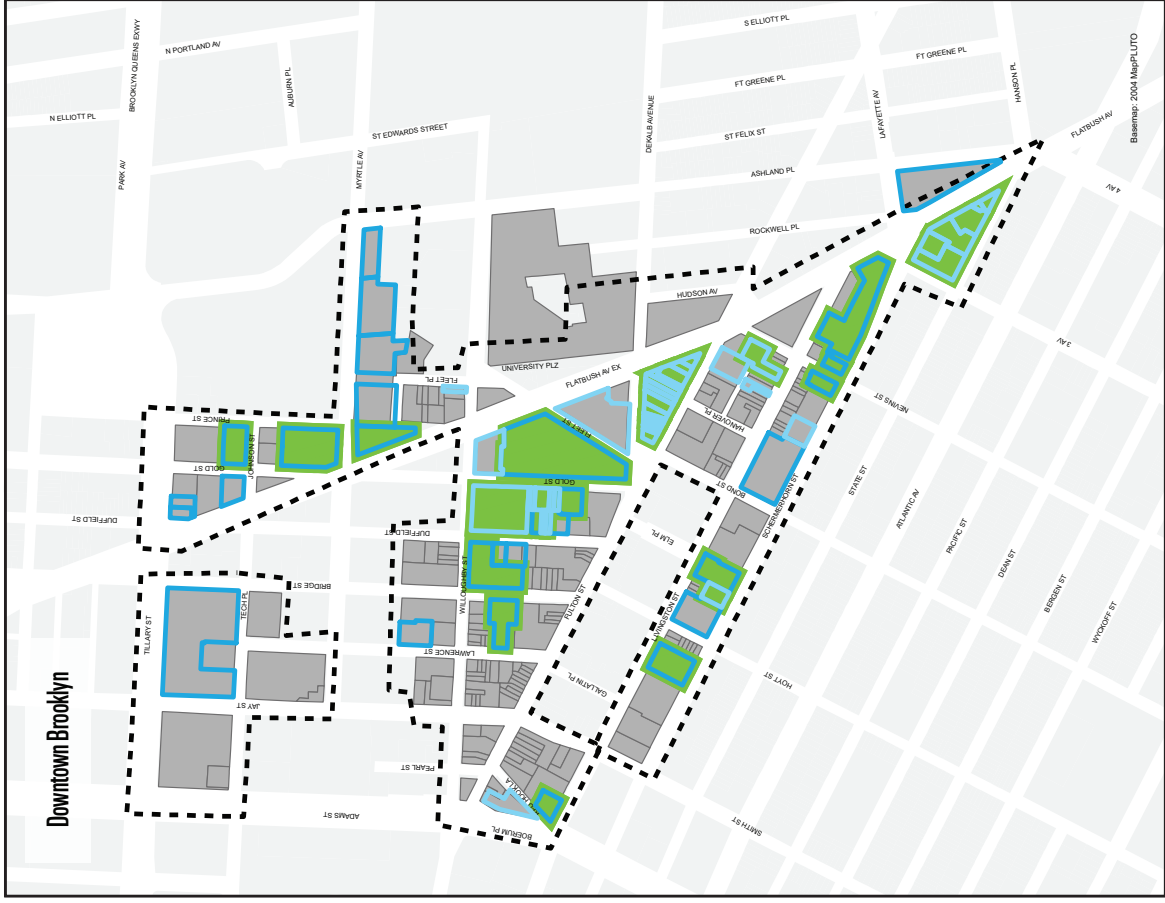 S ELLIOTT PL
N PORTLAND AV
BROOKLYN QUEENS EXWY
FT GREENE PL
HANSON PL
AUBURN PL
FT GREENE PL
Basemap: 2004 MapPLUTO
N ELLIOTT PL
DEKALB AVENUE
LAFAYETTE AV
FLATBUSH AV
ST EDWARDS STREET
ST FELIX ST
PARK AV
MYRTLE AV
ASHLAND PL
4 AV
ROCKWELL PL
HUDSON AV
3 AV
UNIVERSITY PLZ
FLATBUSH AV EX
FLEET PL
NEVINS ST
PRINCE ST
HANOVER PL
FLEET ST
JOHNSON ST
GOLD ST
GOLD ST
BOND ST
STATE ST
SCHERMERHORN ST
ATLANTIC AV
DUFFIELD ST
DUFFIELD ST
ELM PL
PACIFIC ST
DEAN ST
WILLOUGHBY ST
BRIDGE ST
FULTON ST
BERGEN ST
TECH PL
LIVINGSTON ST
WYCKOFF ST
TILLARY ST
LAWRENCE ST
GALLATIN PL
HOYT ST
JAY ST
Downtown Brooklyn
PEARL ST
ADAMS ST
BOERUM PL
SMITH ST